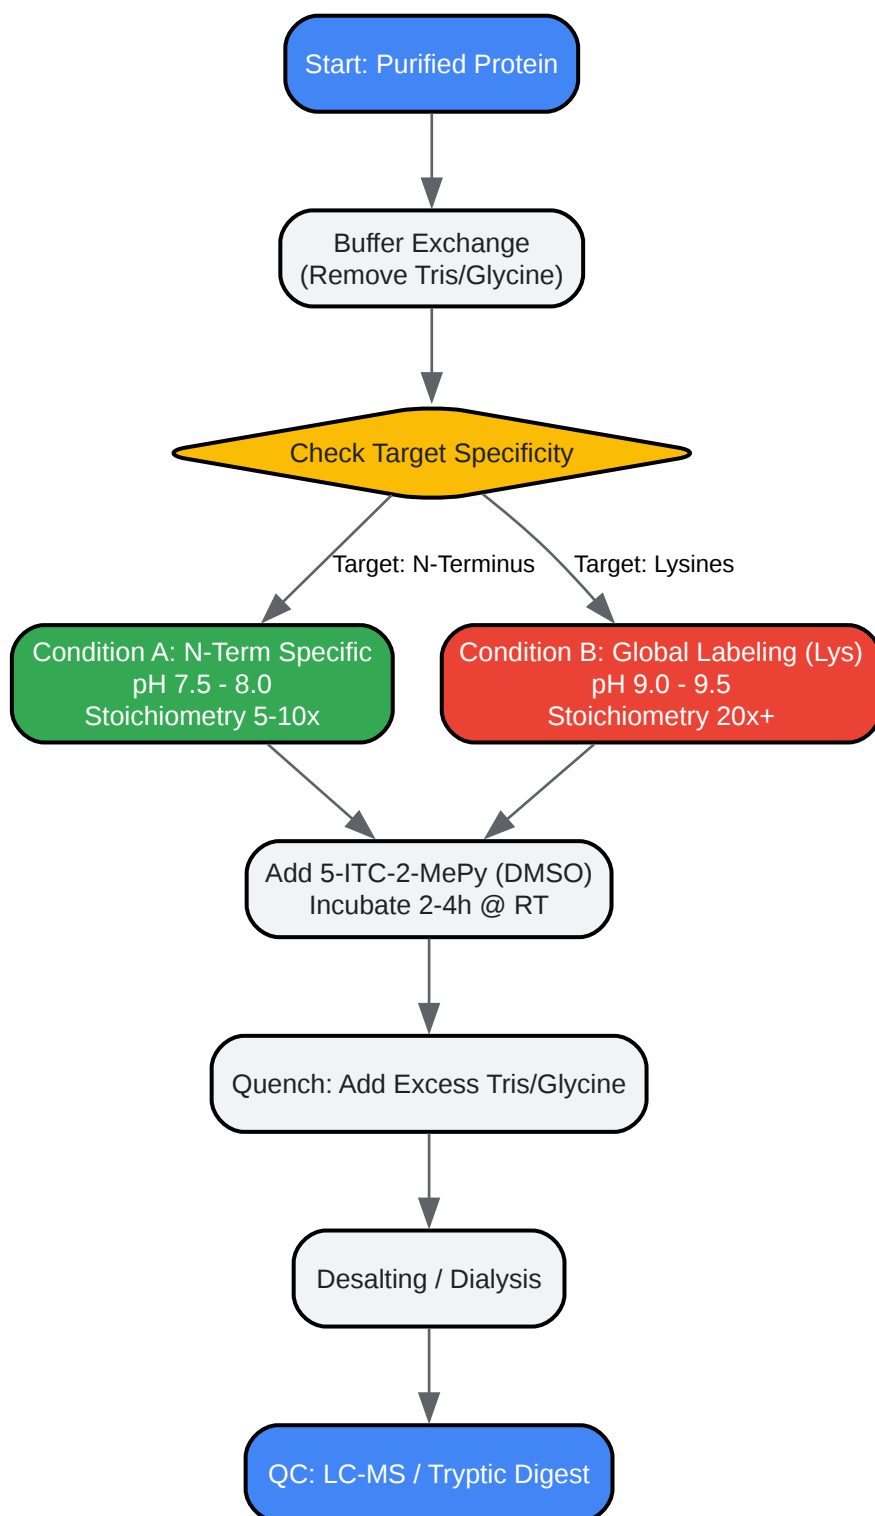 Start: Purified Protein
Buffer Exchange
(Remove Tris/Glycine)
Check Target Specificity
Target: N-Terminus
Target: Lysines
Condition A: N-Term Specific
pH 7.5 - 8.0
Stoichiometry 5-10x
Condition B: Global Labeling (Lys)
pH 9.0 - 9.5
Stoichiometry 20x+
Add 5-ITC-2-MePy (DMSO)
Incubate 2-4h @ RT
Quench: Add Excess Tris/Glycine
Desalting / Dialysis
QC: LC-MS / Tryptic Digest